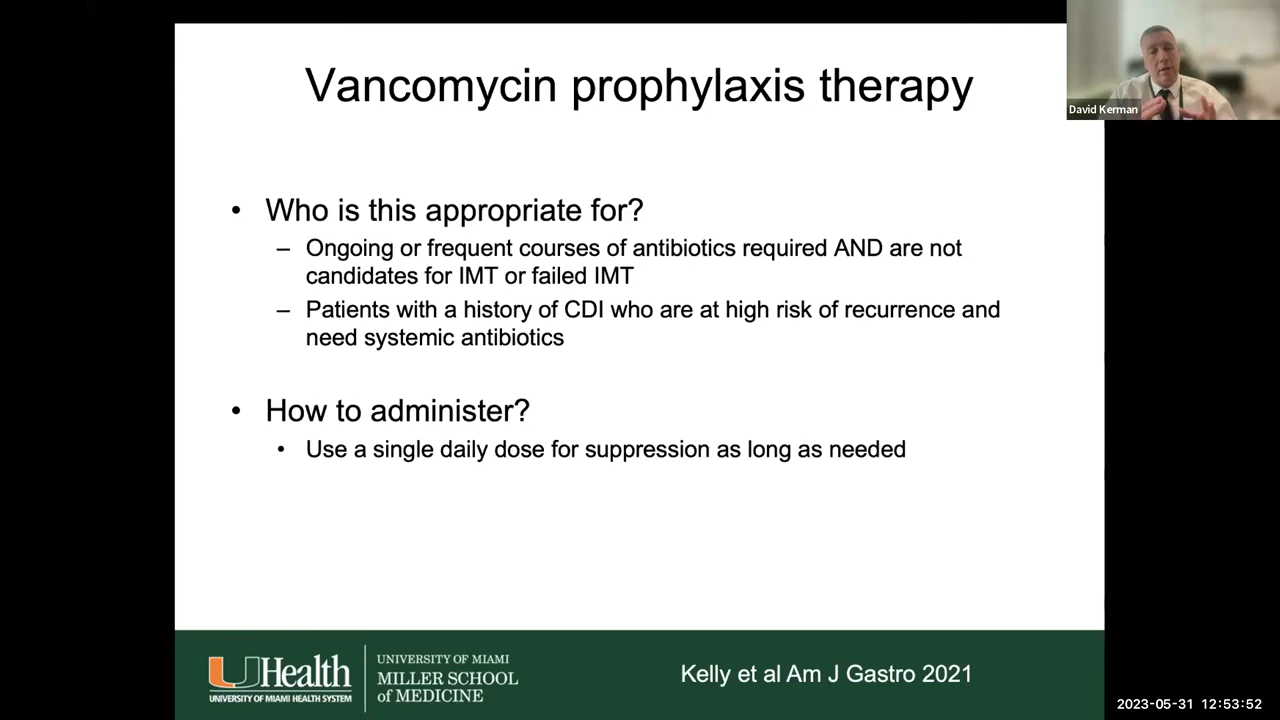 Vancomycin prophylaxis therapy
David Kerman
• Who is this appropriate for?
– Ongoing or frequent courses of antibiotics required AND are not
candidates for IMT or failed IMT
– Patients with a history of CDI who are at high risk of recurrence and
need systemic antibiotics
• How to administer?
• Use a single daily dose for suppression as long as needed
UHealth
UNIVERSITY OF MIAMI HEALTH SYSTEM
UNIVERSITY OF MIAMI
MILLER SCHOOL
of MEDICINE
Kelly et al Am J Gastro 2021
2023-05-31 12:53:52